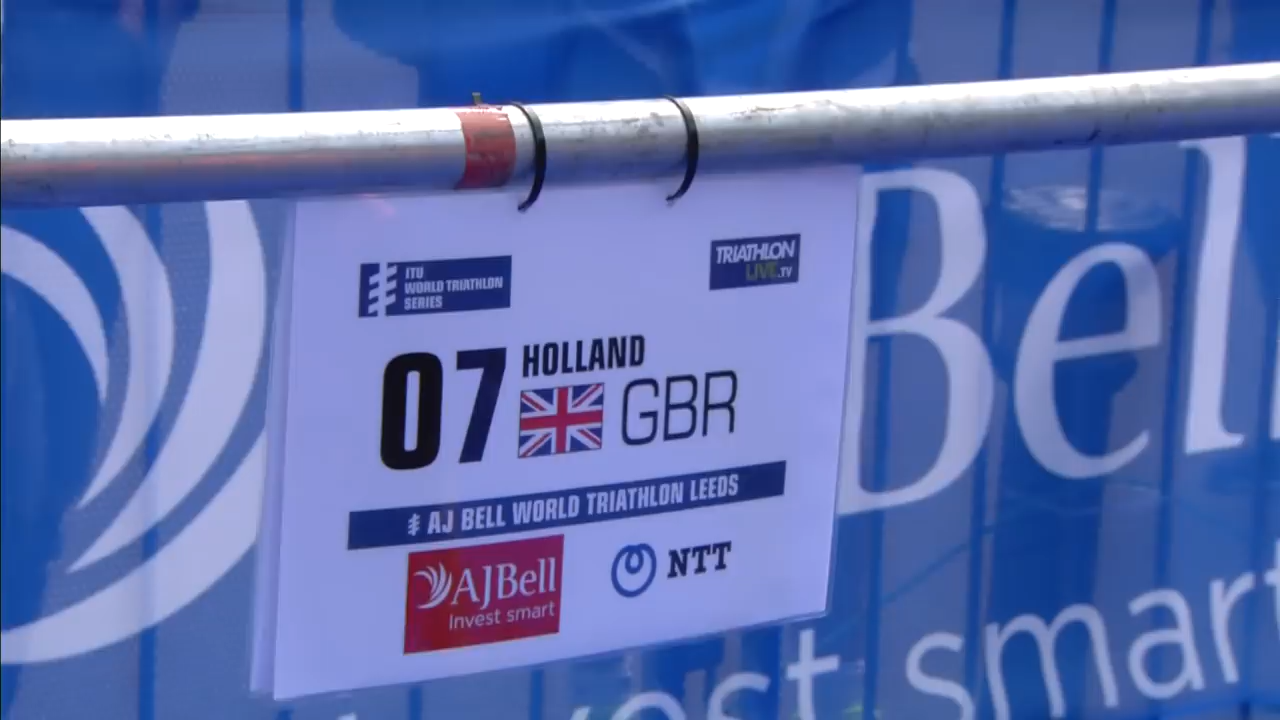 ITU
WORLD TRIATHLON
SERIES
TRIATHLON
LIVE.TV
07
HOLLAND
GBR
AJ BELL WORLD TRIATHLON LEEDS
AJBell
Invest smart
NTT
Bell
smart